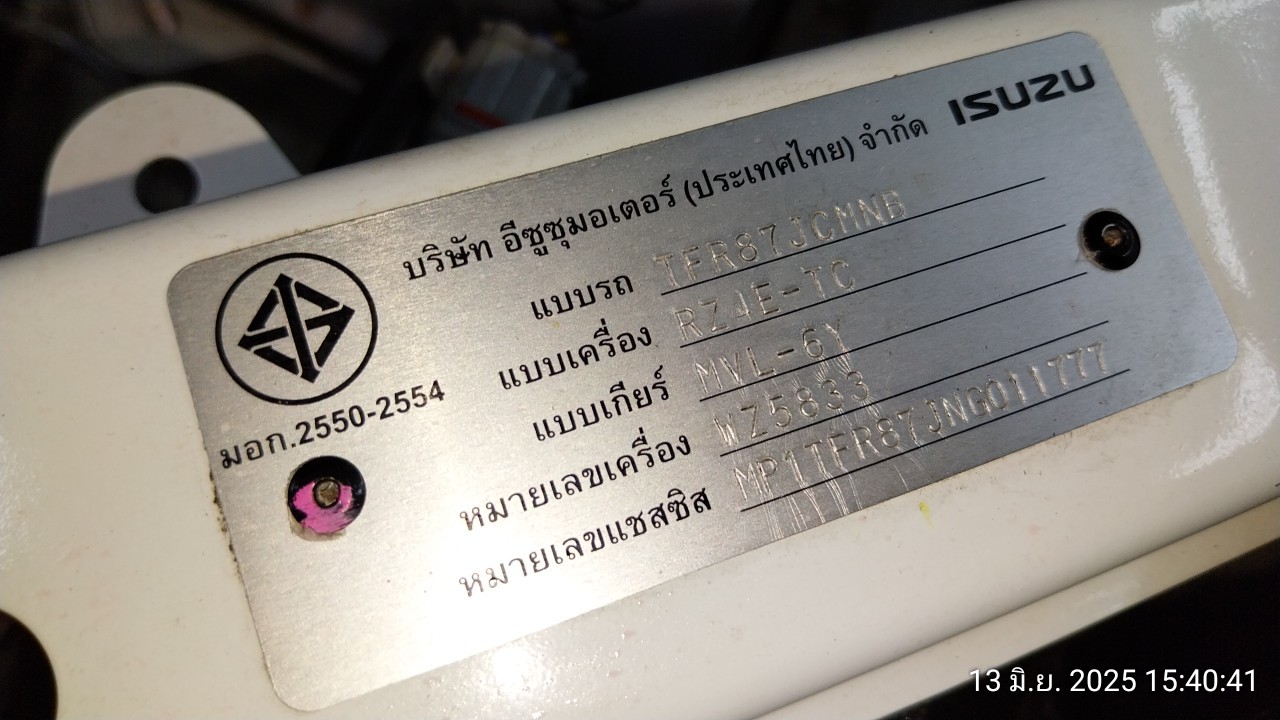 ISUZU
บริษัท อีซูซุมอเตอร์ (ประเทศไทย) จำกัด
แบบรถ TFR87JCMNB
แบบเครื่อง RZ4E-TC
แบบเกียร์ MVL-6Y
หมายเลขเครื่อง WZ5833
หมายเลขแชสซิส MP1TFR87JNG011777
มอก.2550-2554
13 มิ.ย. 2025 15:40:41